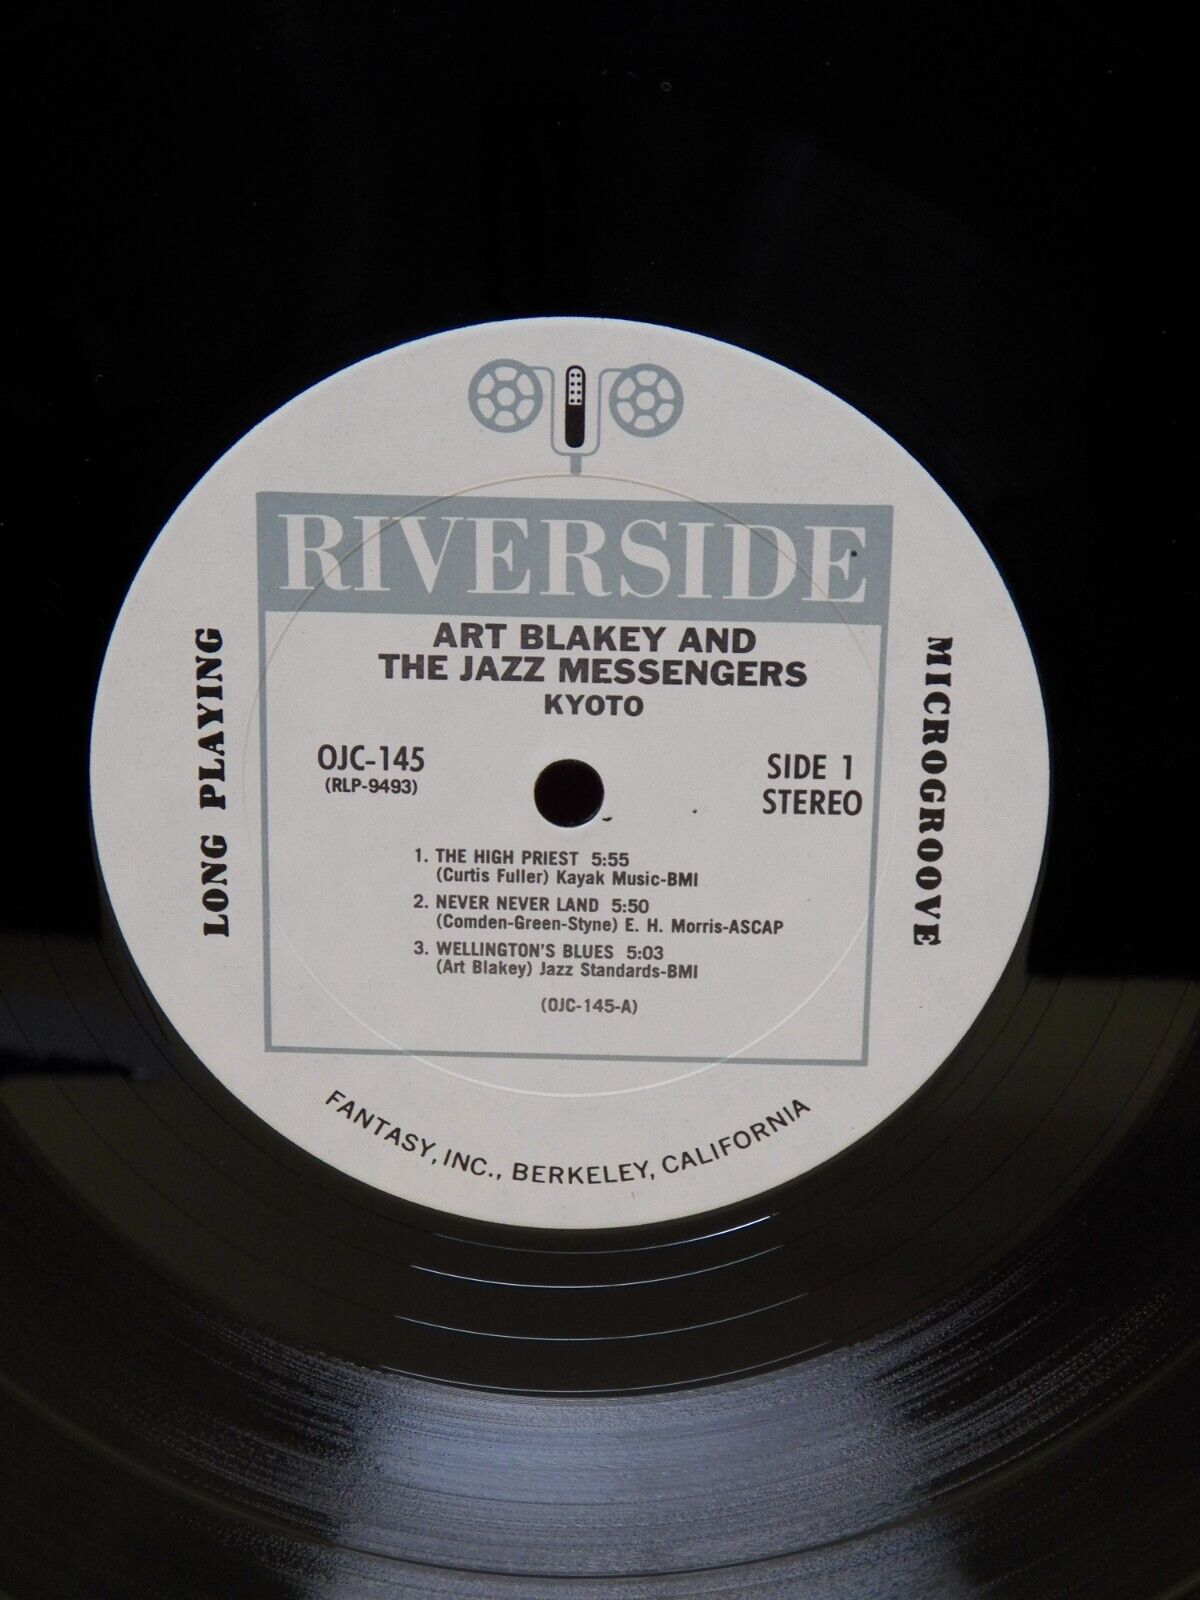 RIVERSIDE
ART BLAKEY AND
THE JAZZ MESSENGERS
KYOTO
LONG PLAYING
MICROGROOVE
OJC-145
(RLP-9493)
SIDE 1
STEREO
1. THE HIGH PRIEST 5:55
(Curtis Fuller) Kayak Music-BMI
2. NEVER NEVER LAND 5:50
(Comden-Green-Styne) E. H. Morris-ASCAP
3. WELLINGTON'S BLUES 5:03
(Art Blakey) Jazz Standards-BMI
(OJC-145-A)
FANTASY, INC., BERKELEY, CALIFORNIA